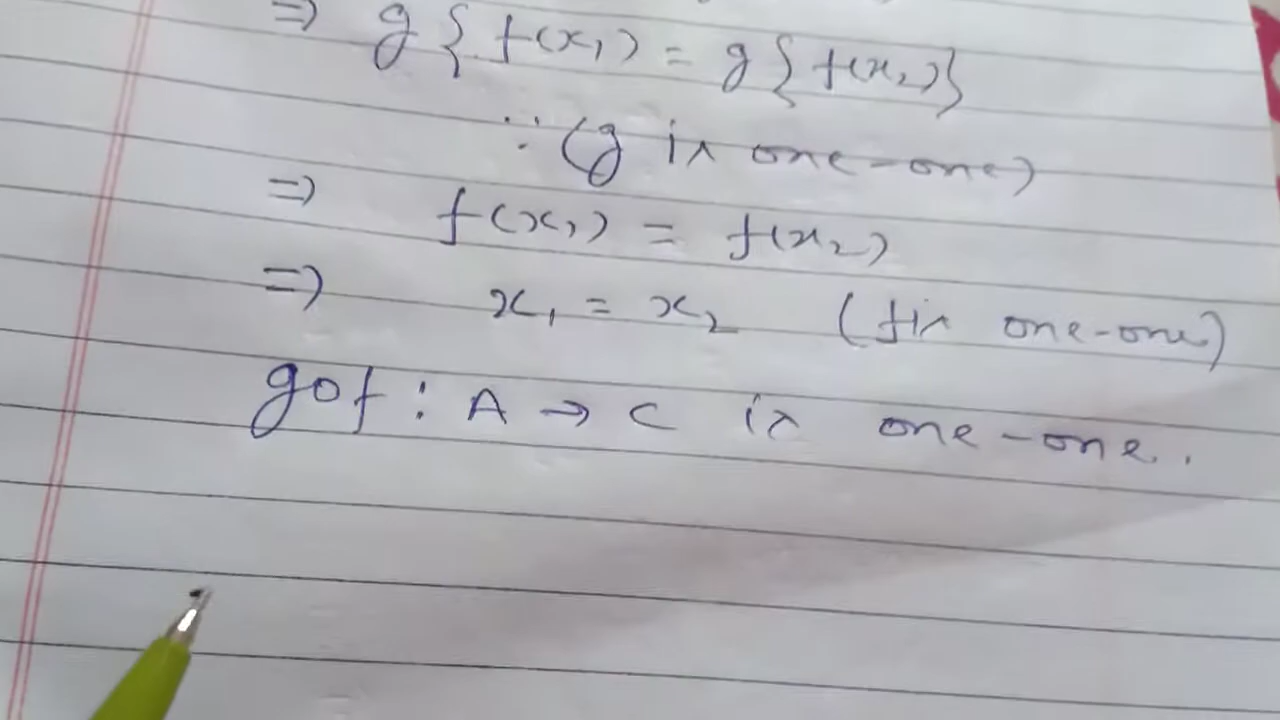 ⇒ g{f(x₁) = g{f(x₂)}
∵ (g is one-one)
⇒ f(x₁) = f(x₂)
⇒ x₁ = x₂ (f is one-one)
gof : A → C is one-one.